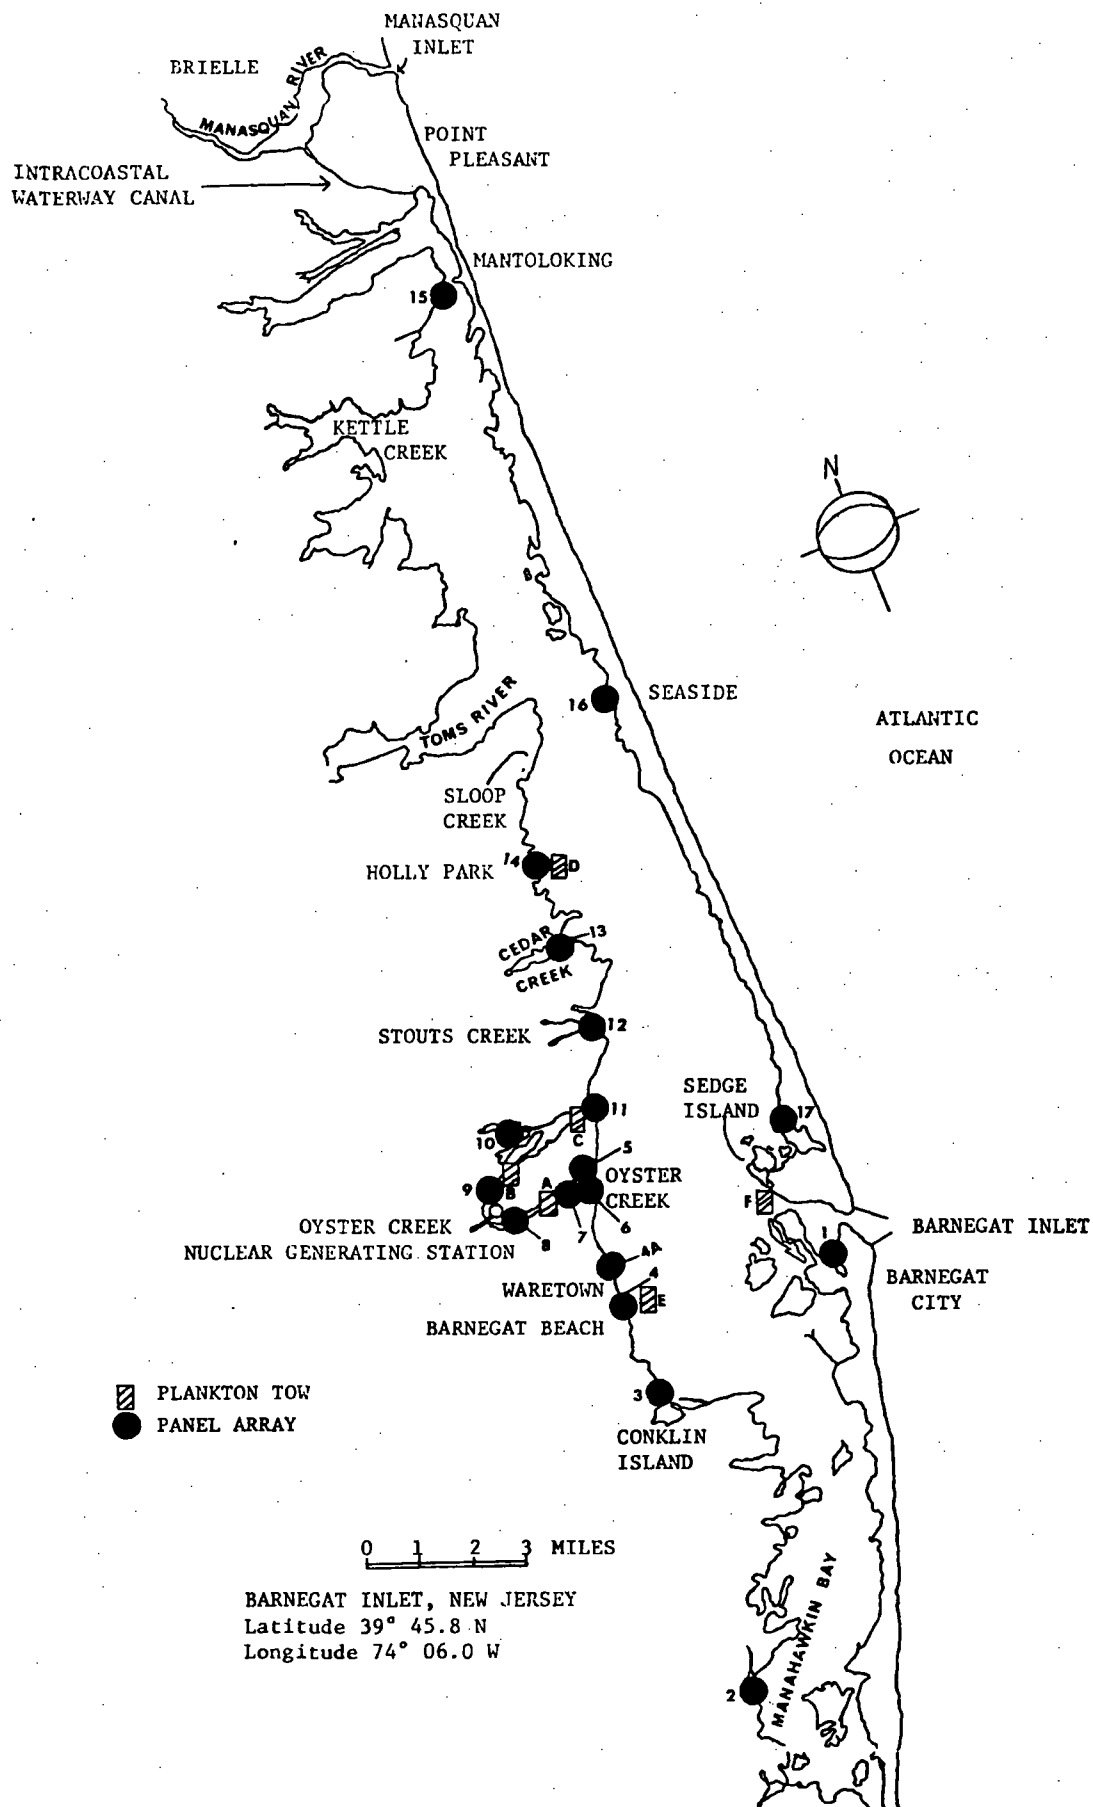 MANASQUAN
INLET
BRIELLE
MANASQUAN RIVER
POINT
PLEASANT
INTRACOASTAL
WATERWAY CANAL
MANTOLOKING
15
KETTLE
CREEK
N
16
SEASIDE
ATLANTIC
OCEAN
TOMS RIVER
SLOOP
CREEK
14
D
HOLLY PARK
13
CEDAR
CREEK
12
STOUTS CREEK
SEDGE
ISLAND
17
11
10
C
5
OYSTER
CREEK
9
B
A
F
6
7
8
OYSTER CREEK
NUCLEAR GENERATING STATION
BARNEGAT INLET
1
4A
4
WARETOWN
E
BARNEGAT
CITY
BARNEGAT BEACH
3
PLANKTON TOW
PANEL ARRAY
CONKLIN
ISLAND
0 1 2 3 MILES
BARNEGAT INLET, NEW JERSEY
Latitude 39° 45.8 N
Longitude 74° 06.0 W
MANAHAWKIN BAY
2